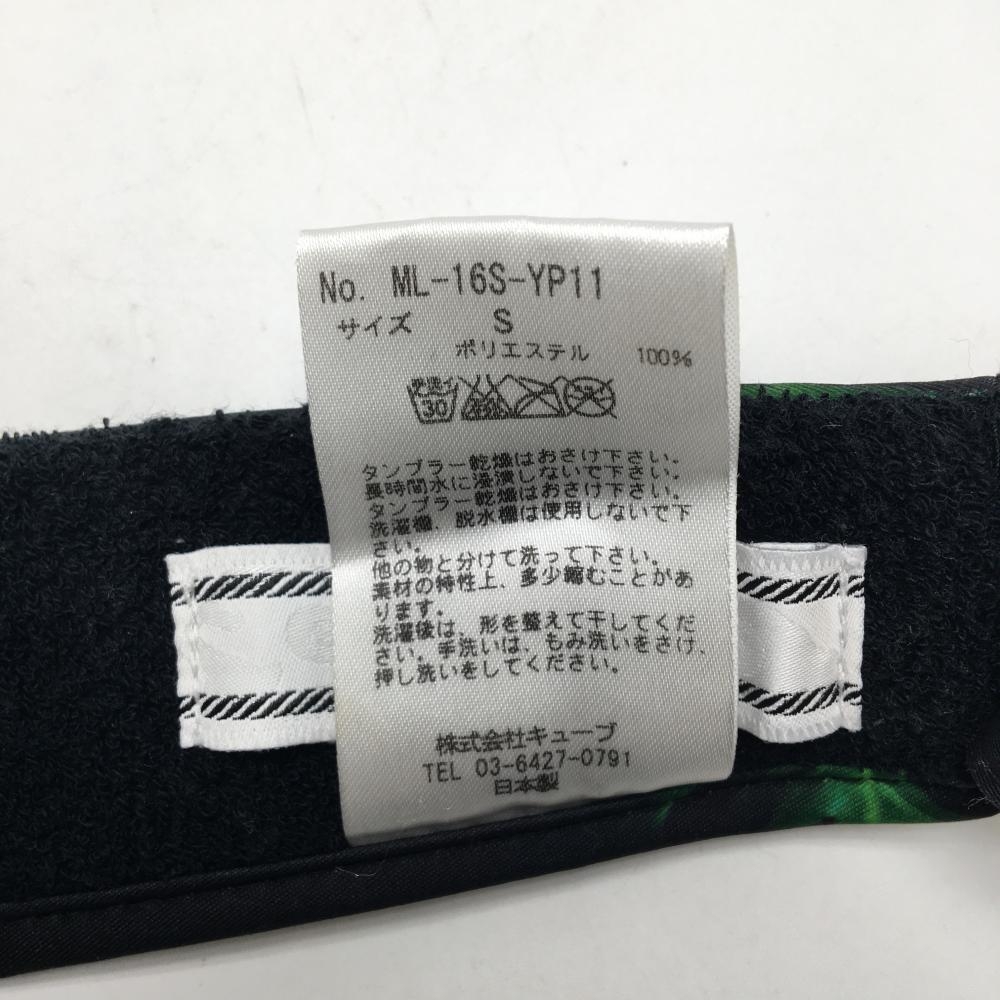 No. ML-16S-YP11
サイズ S
ポリエステル 100%
手洗イ
30
タンブラー乾燥はおさけ下さい。
長時間水に浸漬しないで下さい。
タンブラー乾燥はおさけ下さい。
洗濯機、脱水機は使用しないで下
さい。
他の物と分けて洗って下さい。
素材の特性上、多少縮むことがあ
ります。
洗濯後は、形を整えて干してくだ
さい。手洗いは、もみ洗いをさけ、
押し洗いをしてください。
株式会社キューブ
TEL 03-6427-0791
日本製